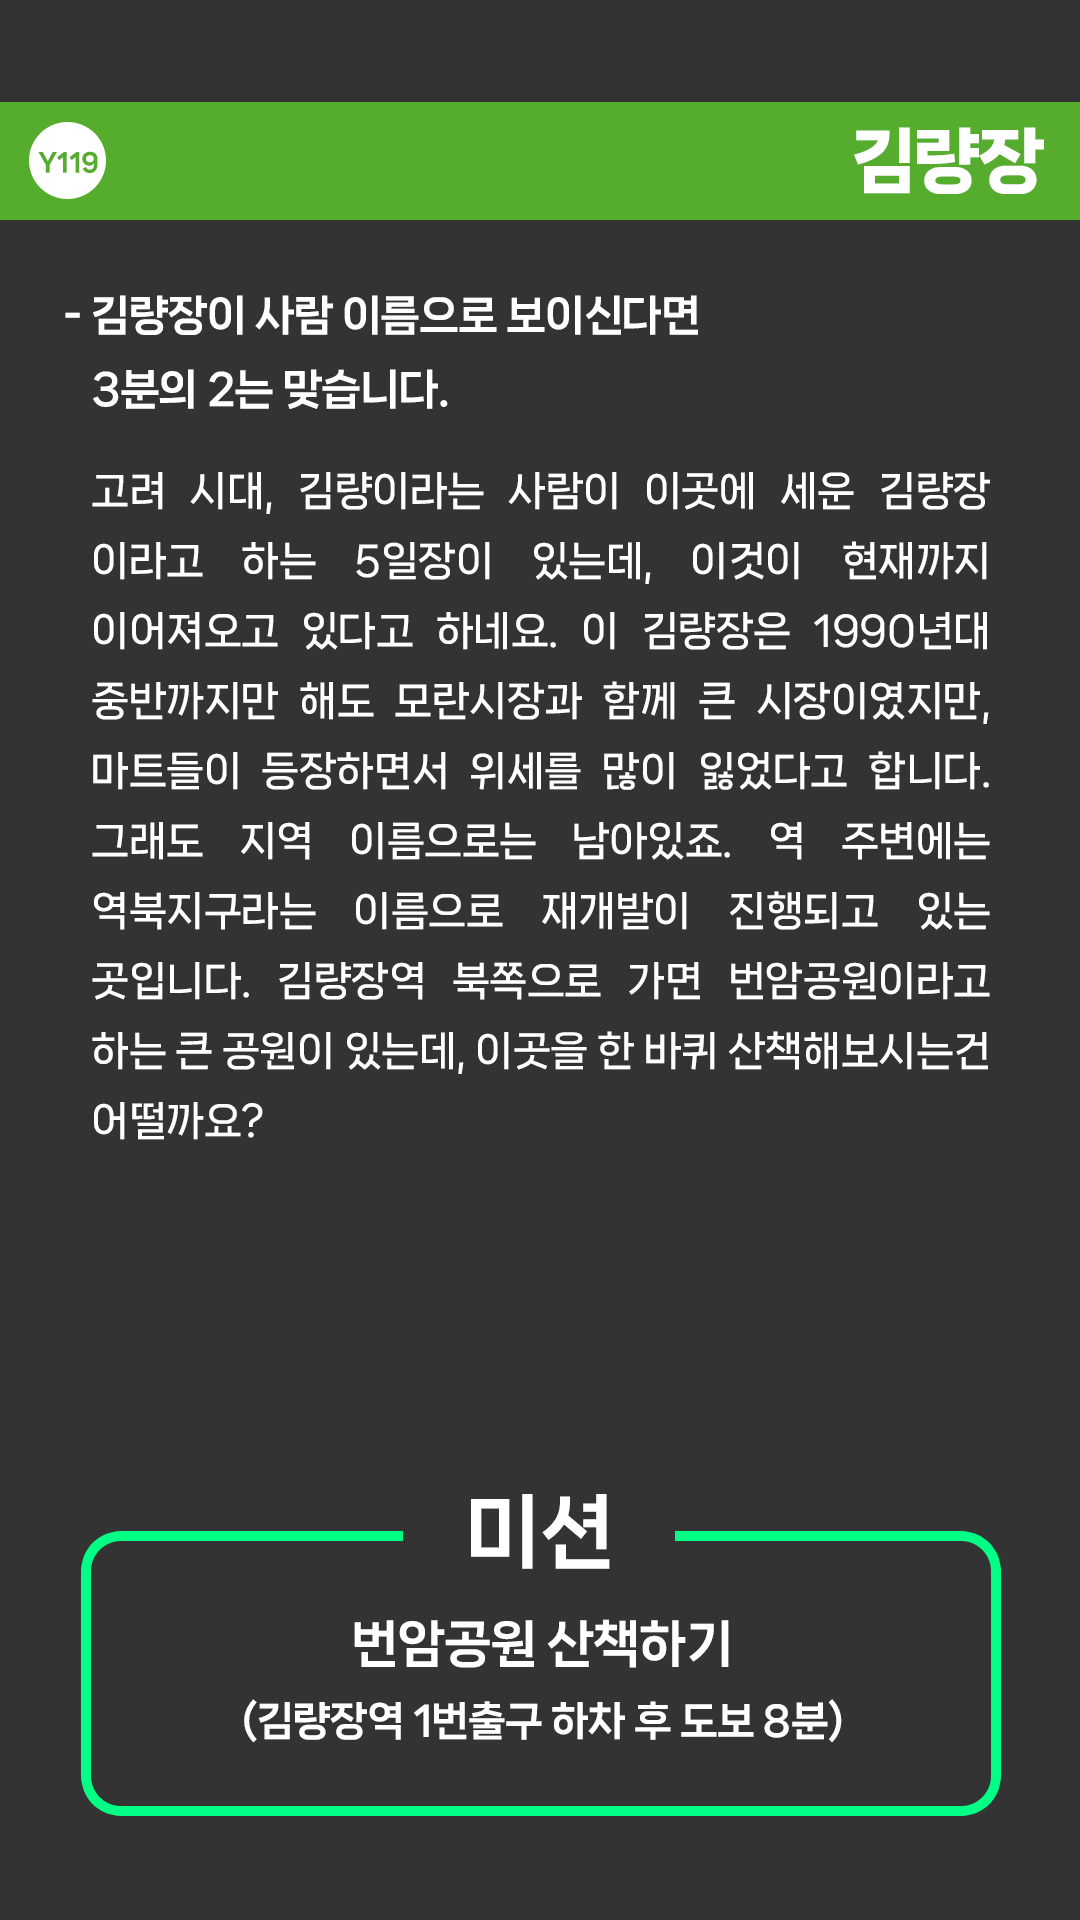 Y119
김량장
- 김량장이 사람 이름으로 보이신다면
3분의 2는 맞습니다.
고려 시대, 김량이라는 사람이 이곳에 세운 김량장
이라고 하는 5일장이 있는데, 이것이 현재까지
이어져오고 있다고 하네요. 이 김량장은 1990년대
중반까지만 해도 모란시장과 함께 큰 시장이였지만,
마트들이 등장하면서 위세를 많이 잃었다고 합니다.
그래도 지역 이름으로는 남아있죠. 역 주변에는
역북지구라는 이름으로 재개발이 진행되고 있는
곳입니다. 김량장역 북쪽으로 가면 번암공원이라고
하는 큰 공원이 있는데, 이곳을 한 바퀴 산책해보시는건
어떨까요?
미션
번암공원 산책하기
(김량장역 1번출구 하차 후 도보 8분)